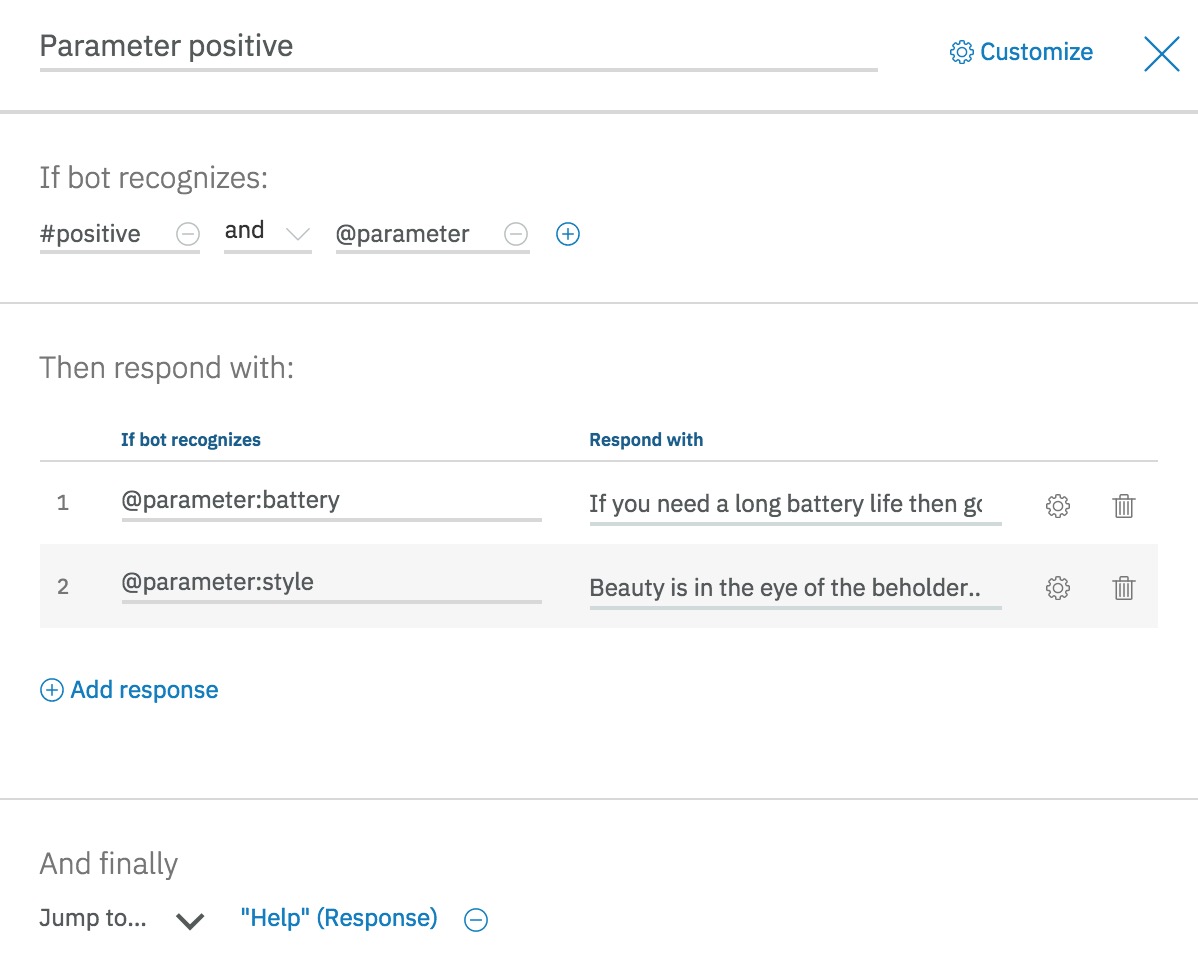 Parameter positive
Customize
If bot recognizes:
#positive and @parameter
Then respond with:
If bot recognizes Respond with
1 @parameter:battery If you need a long battery life then
2 @parameter:style Beauty is in the eye of the beholder..
Add response
And finally
Jump to... "Help" (Response)